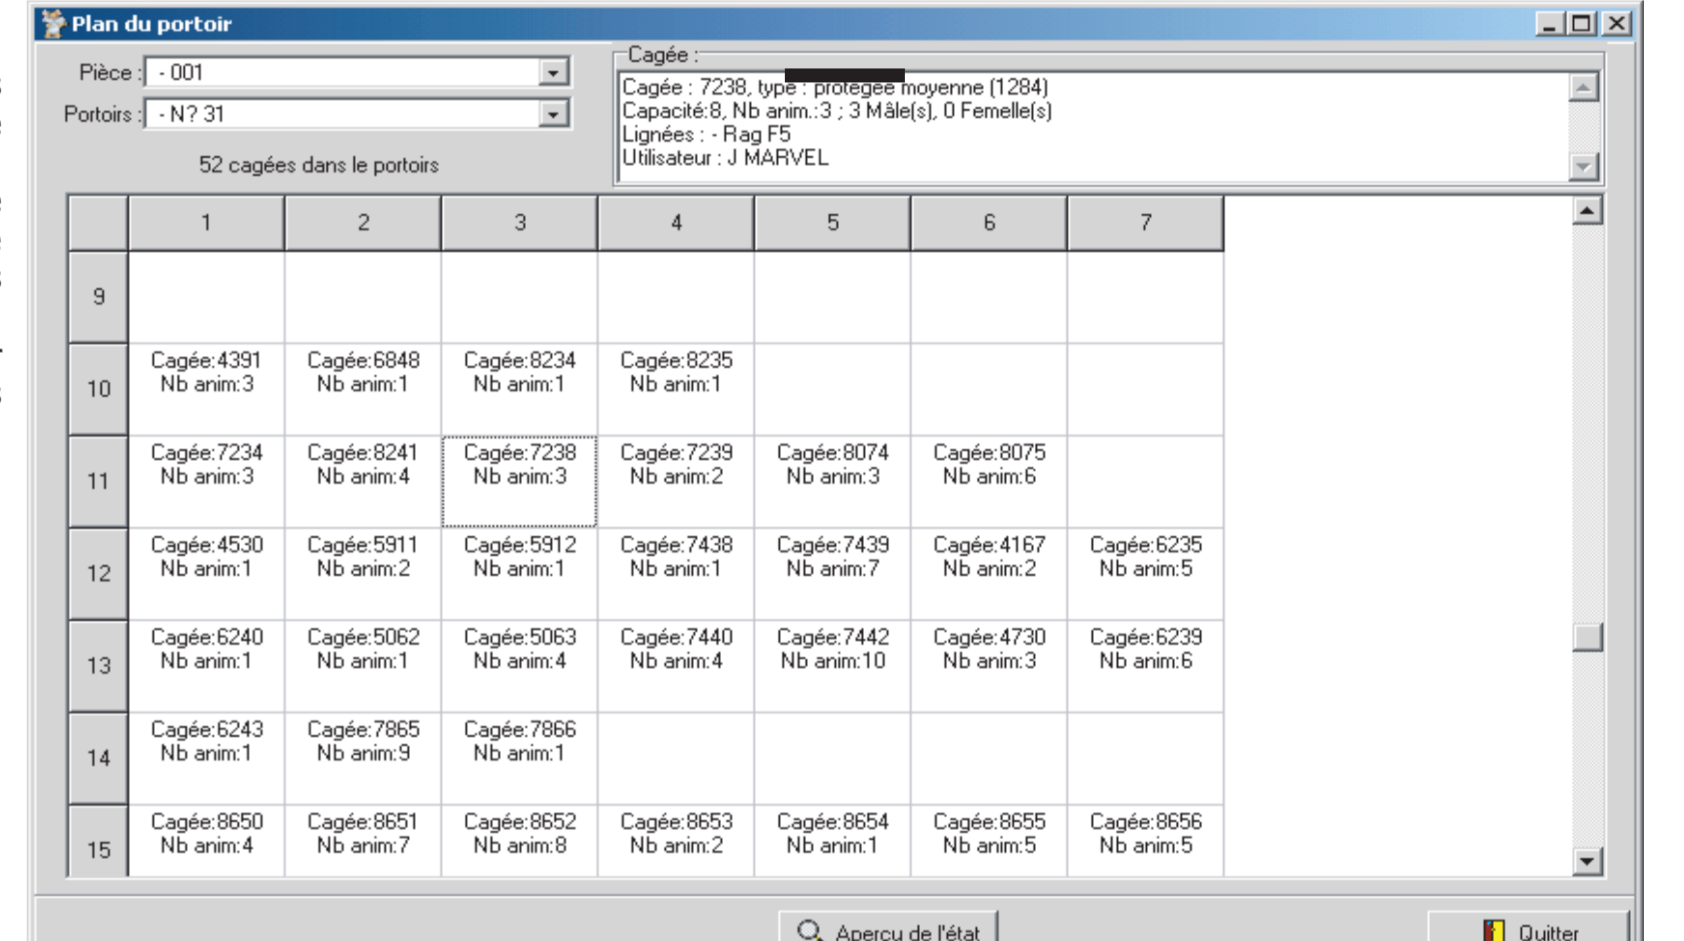 Plan du portoir
Pièce : - 001
Portoirs : - N? 31
52 cagées dans le portoirs
Cagée :
Cagée : 7238, type : protegée moyenne (1284)
Capacité:8, Nb anim.:3 ; 3 Mâle(s), 0 Femelle(s)
Lignées : - Rag F5
Utilisateur : J MARVEL
1 2 3 4 5 6 7
9
10
Cagée:4391 Cagée:6848 Cagée:8234 Cagée:8235
Nb anim:3 Nb anim:1 Nb anim:1 Nb anim:1
11
Cagée:7234 Cagée:8241 Cagée:7238 Cagée:7239 Cagée:8074 Cagée:8075
Nb anim:3 Nb anim:4 Nb anim:3 Nb anim:2 Nb anim:3 Nb anim:6
12
Cagée:4530 Cagée:5911 Cagée:5912 Cagée:7438 Cagée:7439 Cagée:4167 Cagée:6235
Nb anim:1 Nb anim:2 Nb anim:1 Nb anim:1 Nb anim:7 Nb anim:2 Nb anim:5
13
Cagée:6240 Cagée:5062 Cagée:5063 Cagée:7440 Cagée:7442 Cagée:4730 Cagée:6239
Nb anim:1 Nb anim:1 Nb anim:4 Nb anim:4 Nb anim:10 Nb anim:3 Nb anim:6
14
Cagée:6243 Cagée:7865 Cagée:7866
Nb anim:1 Nb anim:9 Nb anim:1
15
Cagée:8650 Cagée:8651 Cagée:8652 Cagée:8653 Cagée:8654 Cagée:8655 Cagée:8656
Nb anim:4 Nb anim:7 Nb anim:8 Nb anim:2 Nb anim:1 Nb anim:5 Nb anim:5
Aperçu de l'état
Quitter